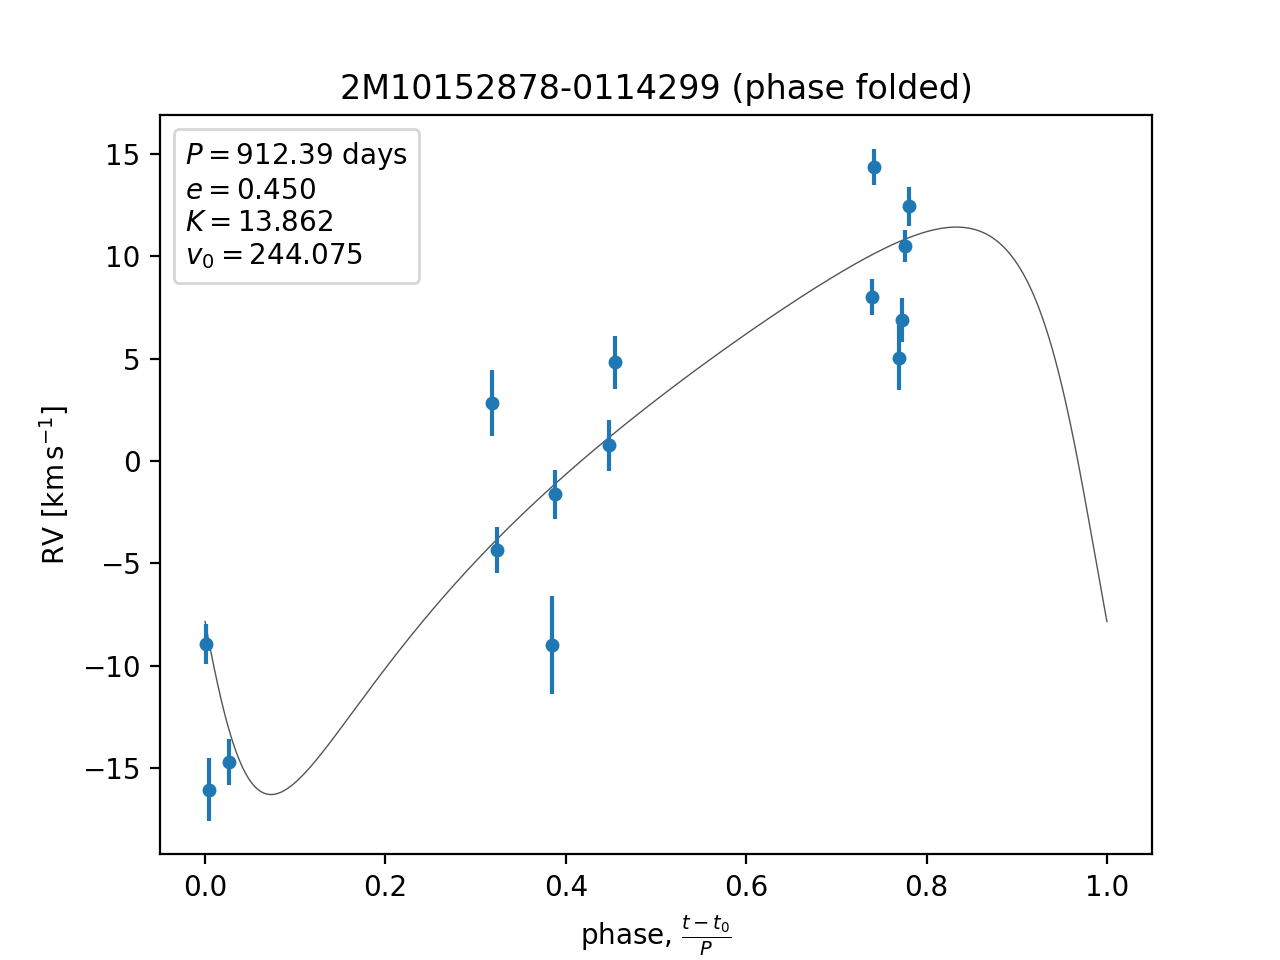 2M10152878-0114299 (phase folded)
P = 912.39 days
e = 0.450
K = 13.862
v₀ = 244.075
15
10
5
0
−5
−10
−15
RV [km s⁻¹]
0.0 0.2 0.4 0.6 0.8 1.0
phase, (t − t₀)/P